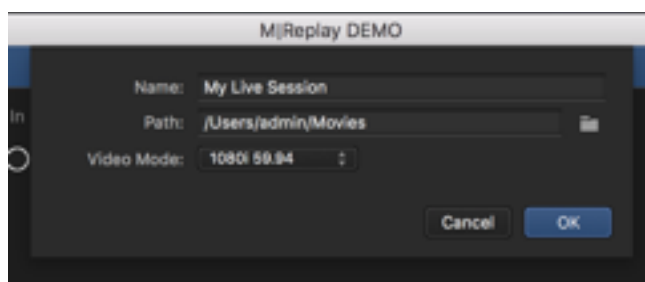 M|Replay DEMO
Name: My Live Session
In
Path: /Users/admin/Movies
Video Mode: 1080i 59.94
Cancel OK